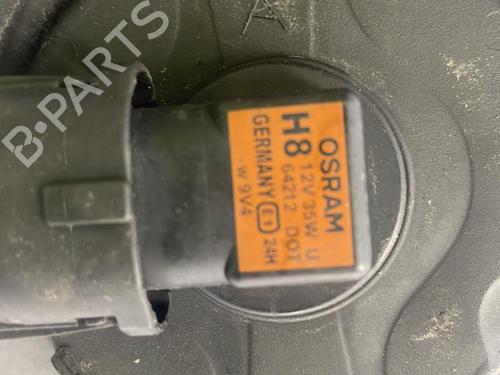 OSRAM
H8 12V 35W U
64212 DOT
GERMANY E1 24H
-w 9V4
B-PARTS